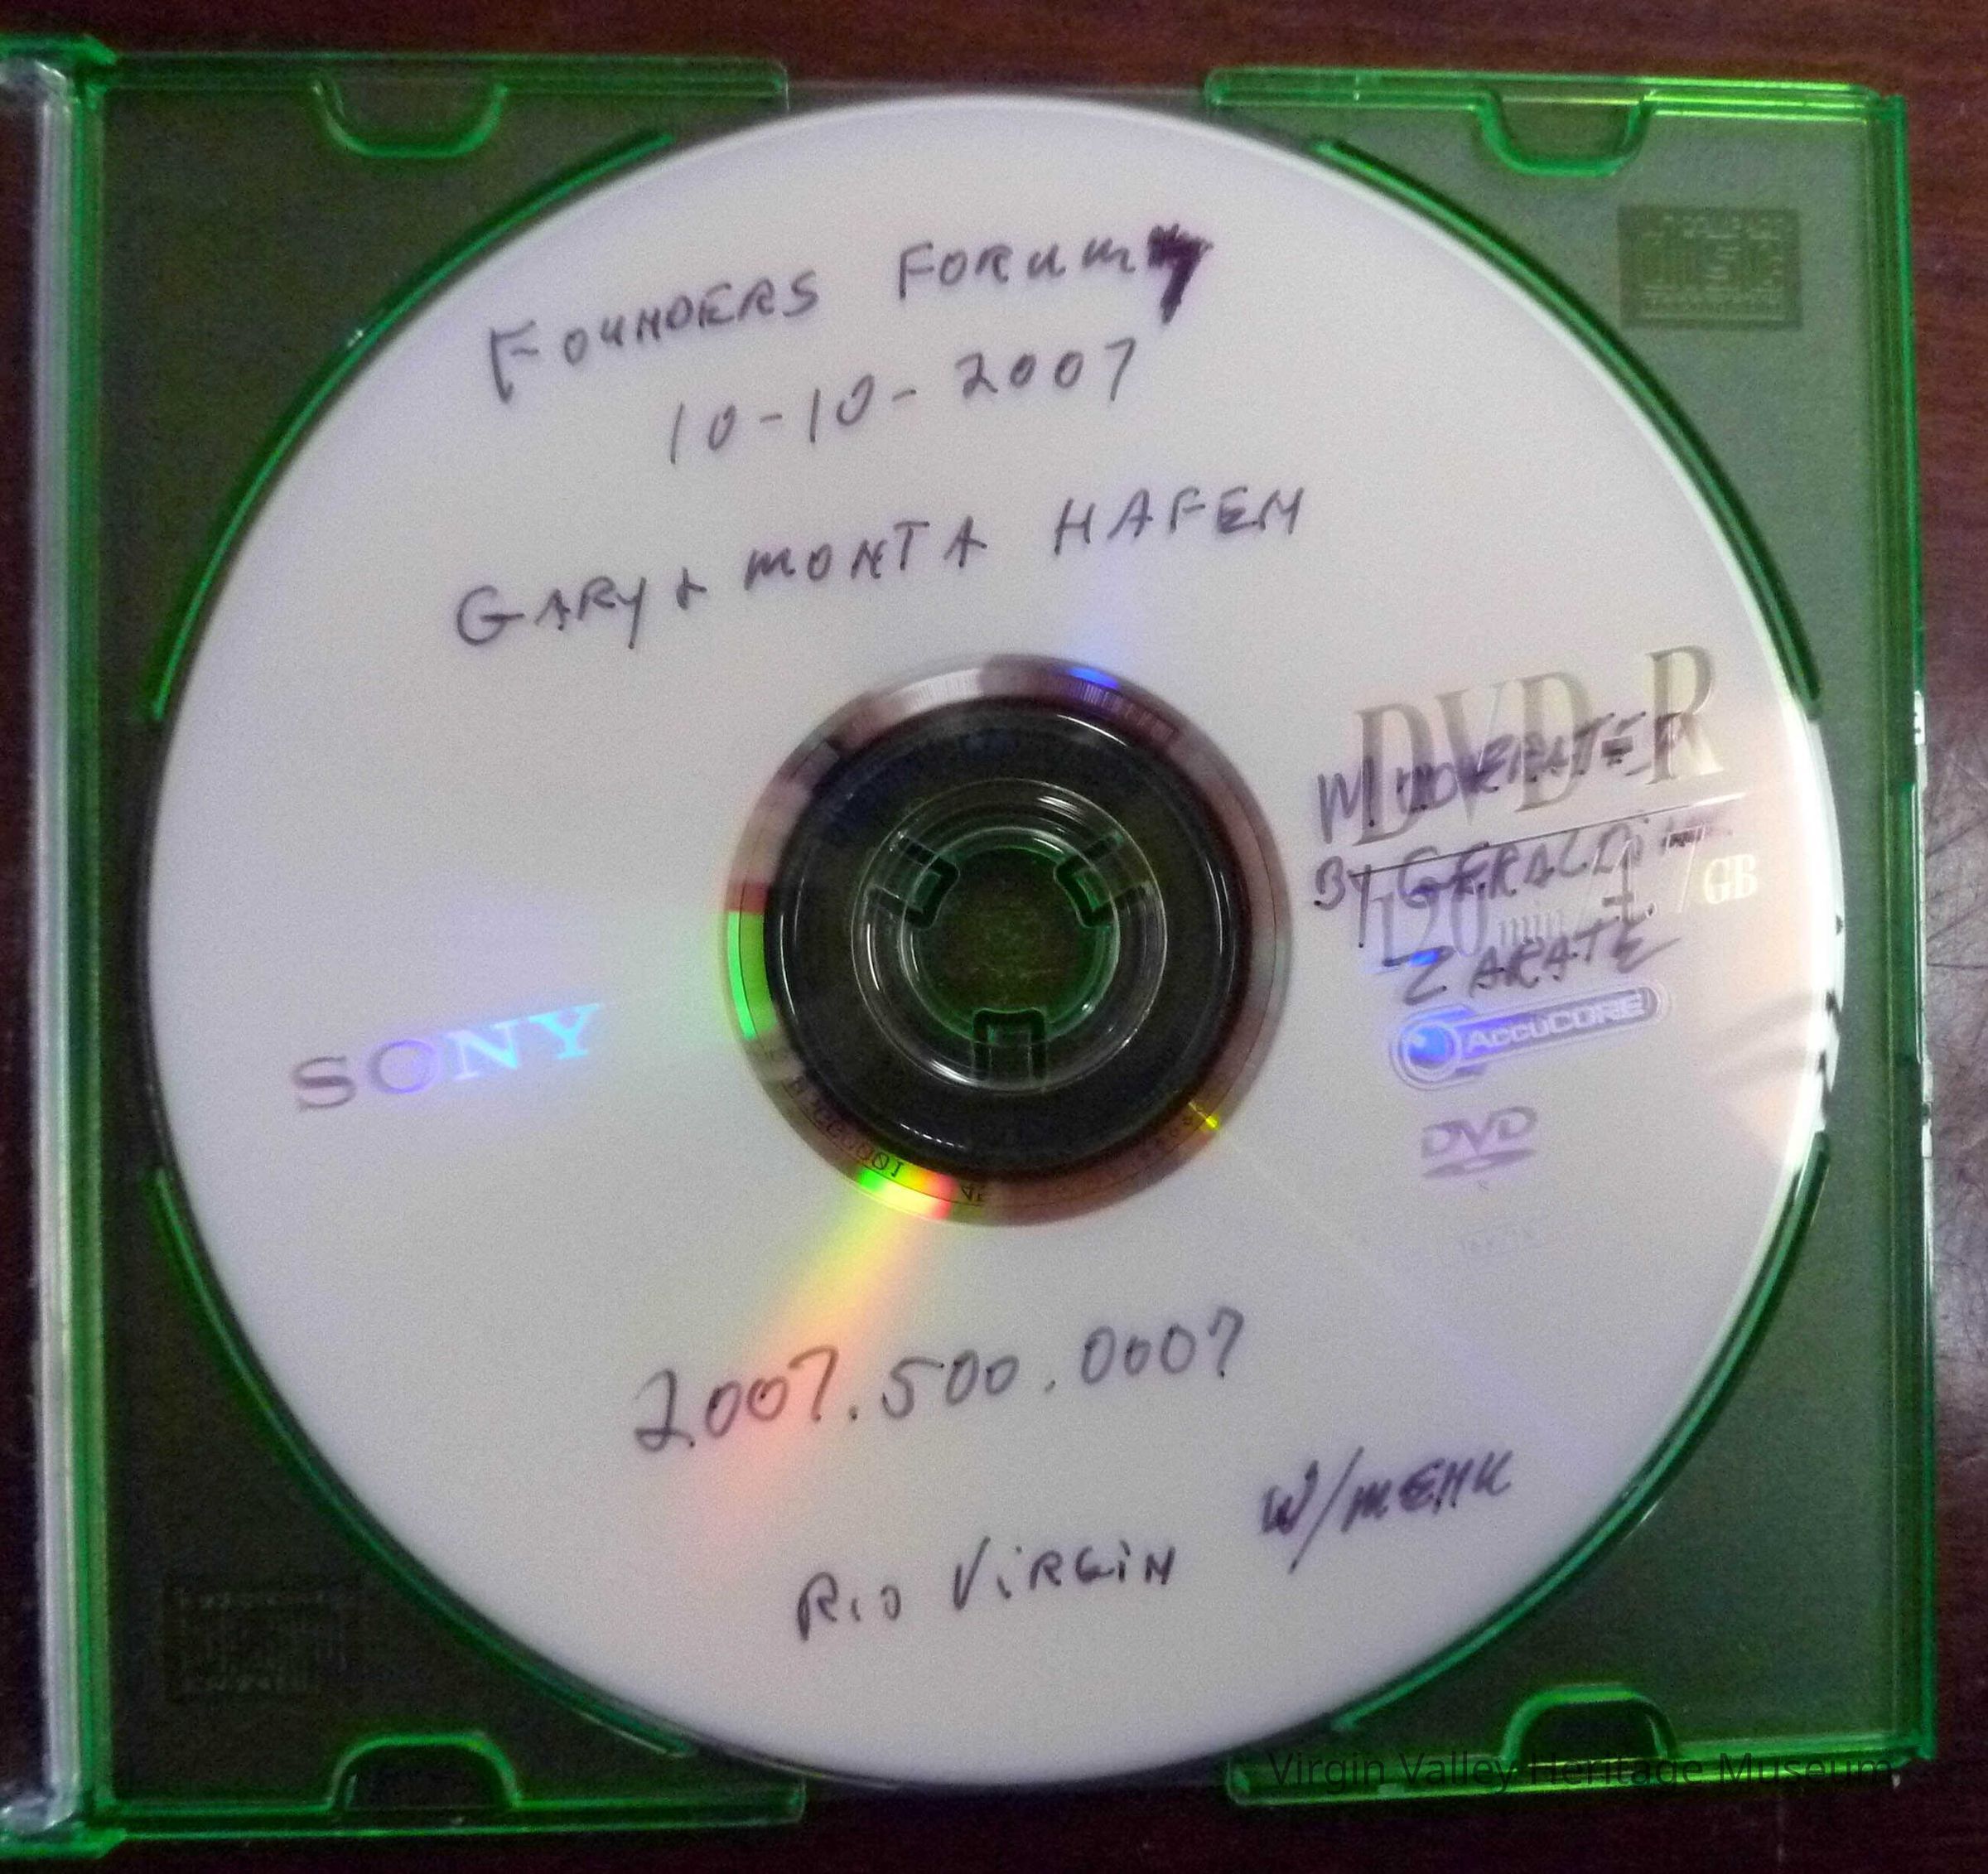 FOUNDERS FORUM
10-10-2007
GARY & MONTA HAFEN
DVD-R
MODERATER
BY GERALDINE
120 min / 4.7 GB
ZARATE
AccuCORE
SONY
DVD
R
2007.500.0007
W/MENU
RIO VIRGIN
Virgin Valley Heritage Museum